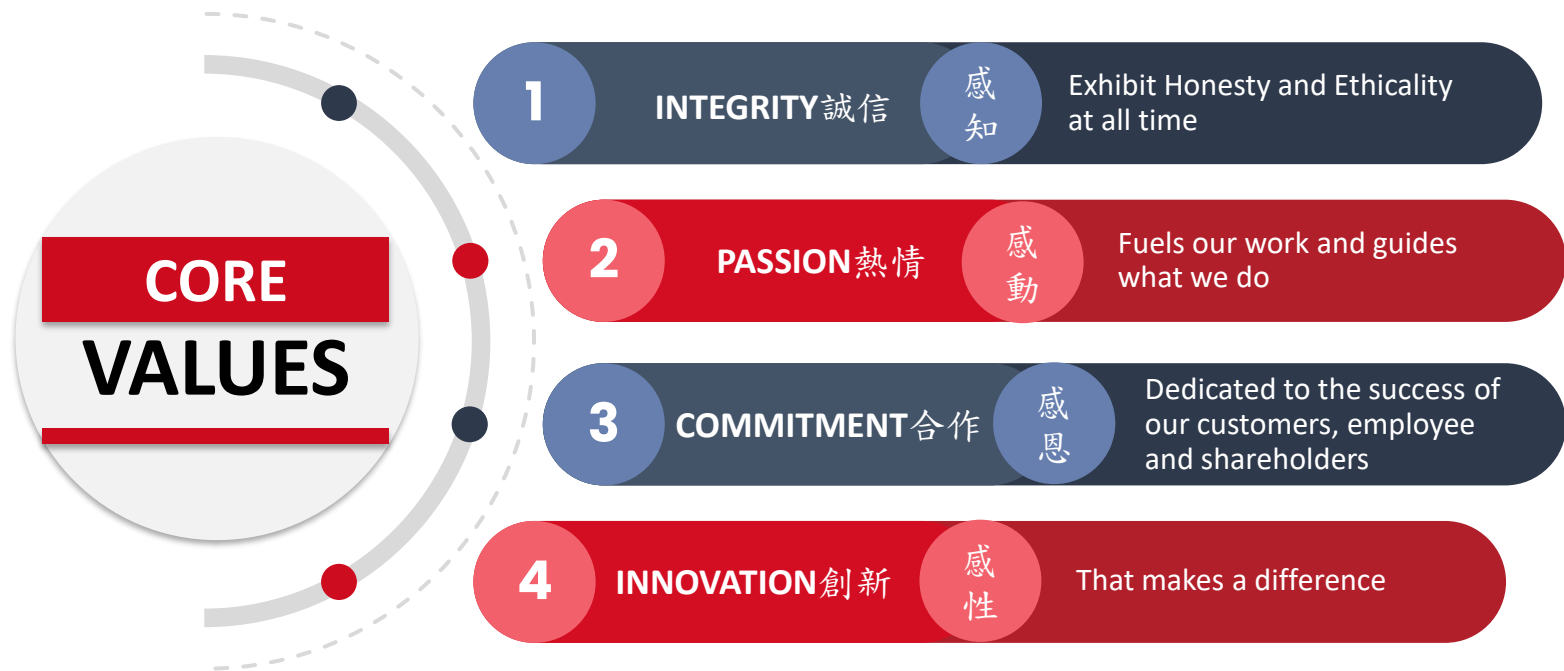 CORE
VALUES
1
INTEGRITY誠信
感
知
Exhibit Honesty and Ethicality
at all time
2
PASSION熱情
感
動
Fuels our work and guides
what we do
3
COMMITMENT合作
感
恩
Dedicated to the success of
our customers, employee
and shareholders
4
INNOVATION創新
感
性
That makes a difference